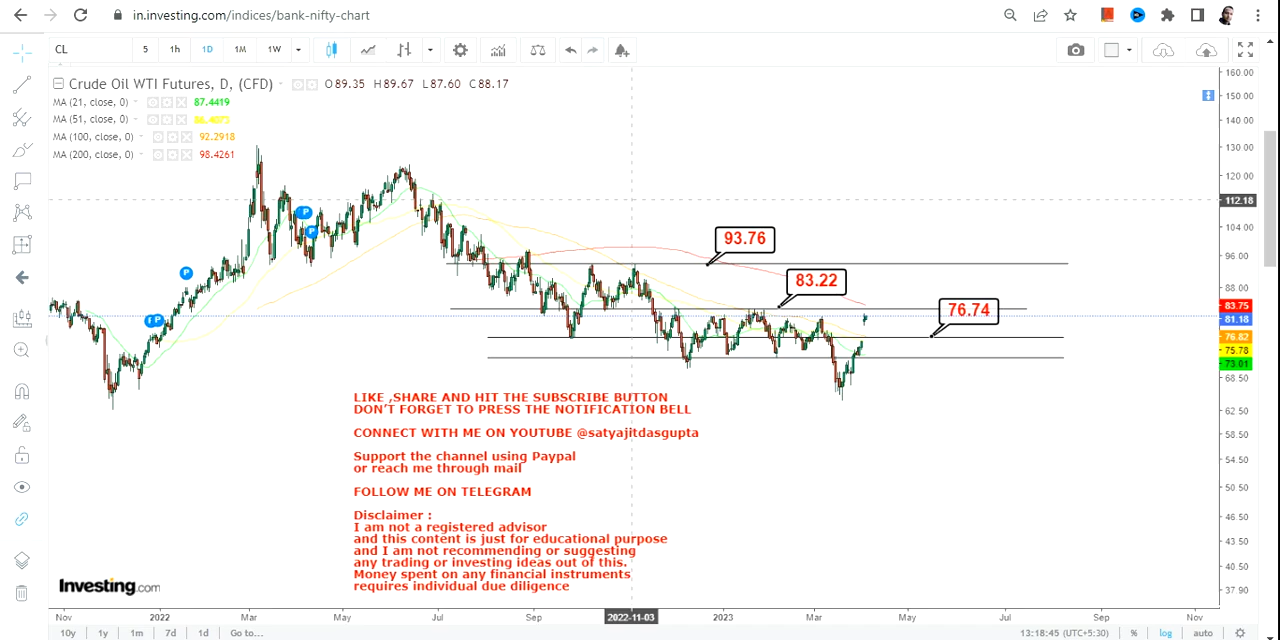 in.investing.com/indices/bank-nifty-chart
CL 5 1h 1D 1M 1W
Crude Oil WTI Futures, D, (CFD) O89.35 H89.67 L87.60 C88.17
MA (21, close, 0) 87.4419
MA (51, close, 0)
MA (100, close, 0) 92.2918
MA (200, close, 0) 98.4261
160.00
150.00
140.00
130.00
120.00
112.18
104.00
96.00
88.00
83.75
81.18
76.82
75.78
73.01
68.50
62.50
58.50
54.50
50.50
46.50
43.50
40.50
37.90
P
P
P
P
93.76
83.22
76.74
LIKE ,SHARE AND HIT THE SUBSCRIBE BUTTON
DON'T FORGET TO PRESS THE NOTIFICATION BELL
CONNECT WITH ME ON YOUTUBE @satyajitdasgupta
Support the channel using Paypal
or reach me through mail
FOLLOW ME ON TELEGRAM
Disclaimer :
I am not a registered advisor
and this content is just for educational purpose
and I am not recommending or suggesting
any trading or investing ideas out of this.
Money spent on any financial instruments
requires individual due diligence
Investing.com
Nov 2022 Mar May Jul Sep 2022-11-03 2023 Mar May Jul Sep Nov
10y 1y 1m 7d 1d Go to... 13:18:45 (UTC+5:30) % log auto